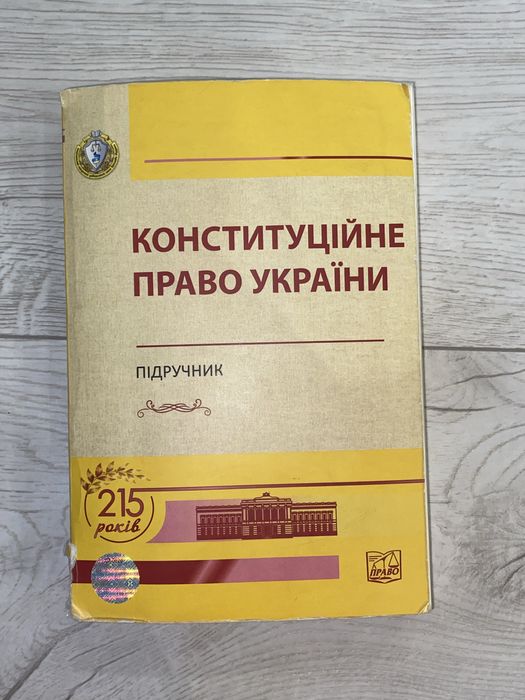 КОНСТИТУЦІЙНЕ
ПРАВО УКРАЇНИ
ПІДРУЧНИК
215
років
ПРАВО